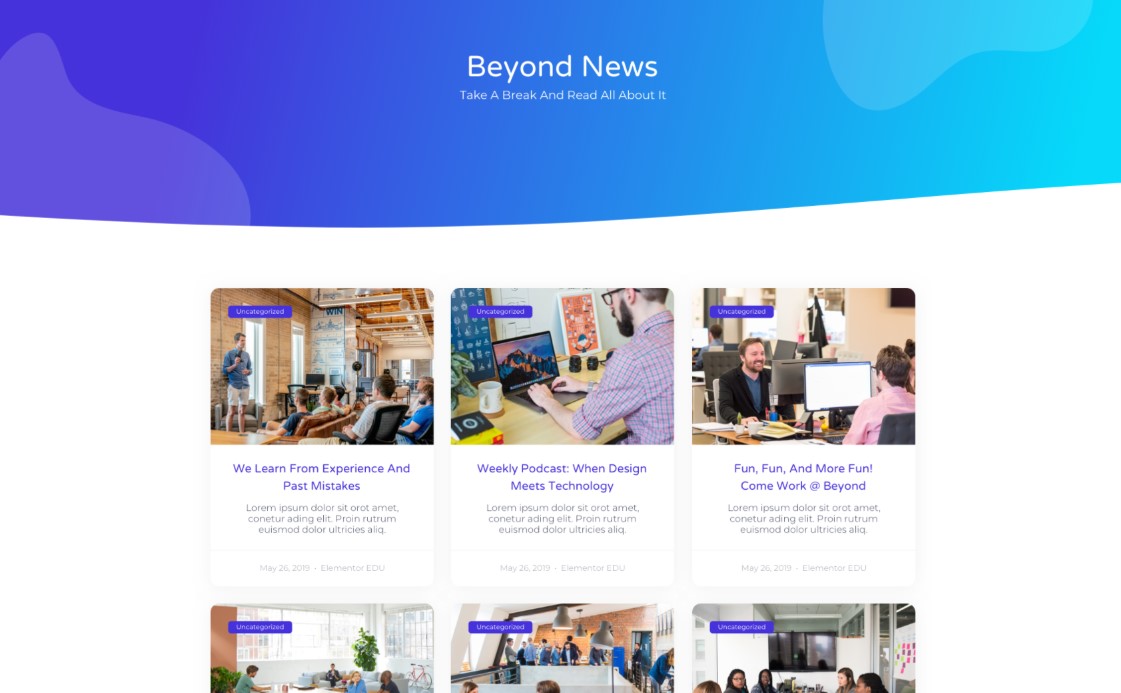 Beyond News
Take A Break And Read All About It
Uncategorized
Uncategorized
Uncategorized
WIN
We Learn From Experience And
Past Mistakes
Weekly Podcast: When Design
Meets Technology
Fun, Fun, And More Fun!
Come Work @ Beyond
Lorem ipsum dolor sit orot amet,
conetur ading elit. Proin rutrum
euismod dolor ultricies aliq.
Lorem ipsum dolor sit orot amet,
conetur ading elit. Proin rutrum
euismod dolor ultricies aliq.
Lorem ipsum dolor sit orot amet,
conetur ading elit. Proin rutrum
euismod dolor ultricies aliq.
May 26, 2019 • Elementor EDU
May 26, 2019 • Elementor EDU
May 26, 2019 • Elementor EDU
Uncategorized
Uncategorized
Uncategorized